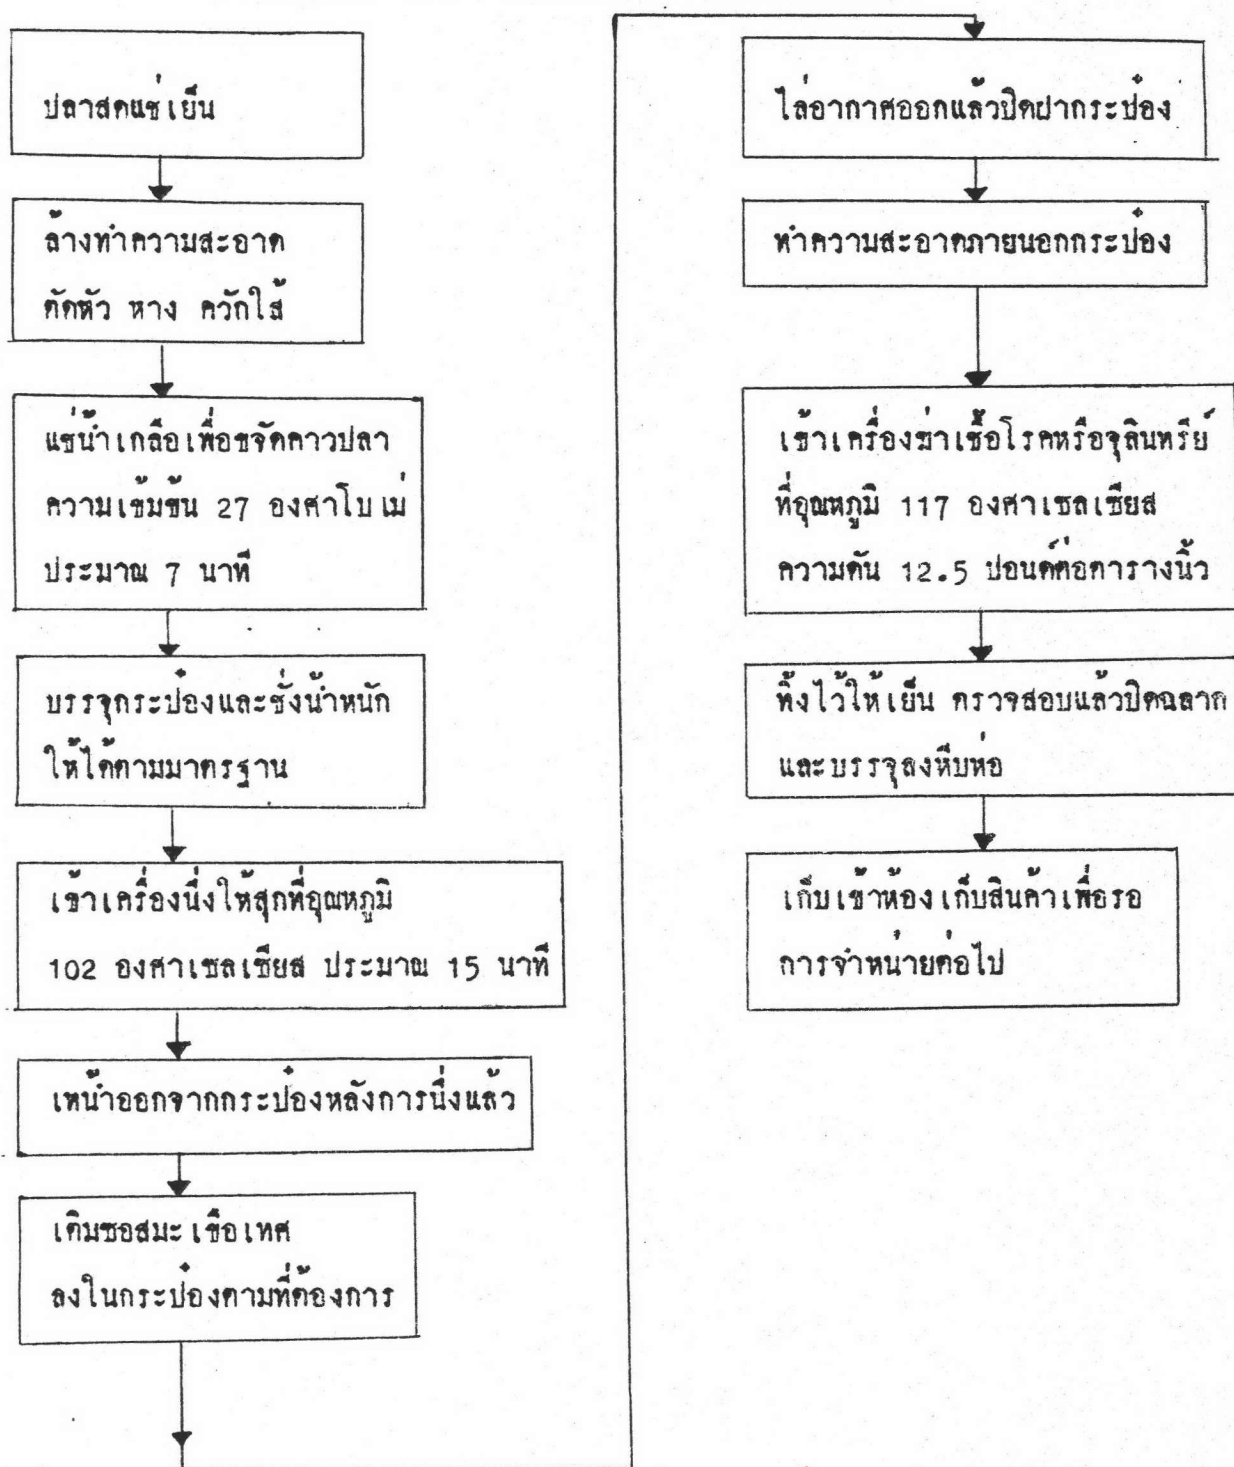 ปลาสดแช่เย็น
ล้างทำความสะอาด
ตัดหัว หาง ควักใส้
แช่น้ำเกลือเพื่อขจัดคาวปลา
ความเข้มข้น 27 องศาโบเม่
ประมาณ 7 นาที
บรรจุกระป๋องและชั่งน้ำหนัก
ให้ได้ตามมาตรฐาน
เข้าเครื่องนึ่งให้สุกที่อุณหภูมิ
102 องศาเซลเซียส ประมาณ 15 นาที
เทน้ำออกจากกระป๋องหลังการนึ่งแล้ว
เติมซอสมะเขือเทศ
ลงในกระป๋องตามที่ต้องการ
ไล่อากาศออกแล้วปิดฝากระป๋อง
ทำความสะอาดภายนอกกระป๋อง
เข้าเครื่องฆ่าเชื้อโรคหรือจุลินทรีย์
ที่อุณหภูมิ 117 องศาเซลเซียส
ความดัน 12.5 ปอนด์ต่อตารางนิ้ว
ทิ้งไว้ให้เย็น ตรวจสอบแล้วปิดฉลาก
และบรรจุลงหีบห่อ
เก็บเข้าห้องเก็บสินค้าเพื่อรอ
การจำหน่ายต่อไป